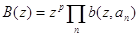 B(z) = z^p ∏_n b(z, a_n)